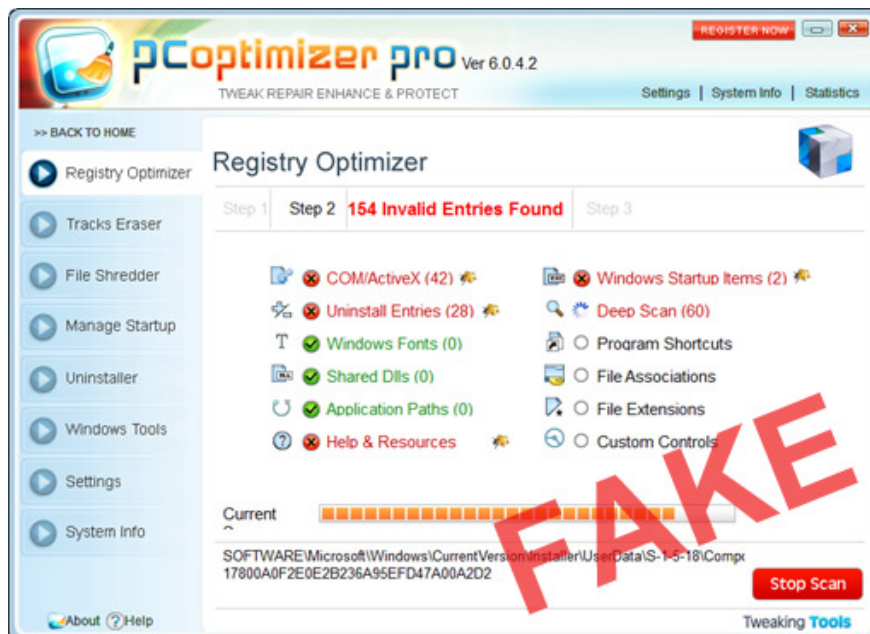 REGISTER NOW
PCoptimizer pro Ver 6.0.4.2
TWEAK REPAIR ENHANCE & PROTECT
Settings | System Info | Statistics
>> BACK TO HOME
Registry Optimizer
Tracks Eraser
File Shredder
Manage Startup
Uninstaller
Windows Tools
Settings
System Info
About ?Help
Registry Optimizer
Step 1 Step 2 154 Invalid Entries Found Step 3
COM/ActiveX (42)
Uninstall Entries (28)
Windows Fonts (0)
Shared Dlls (0)
Application Paths (0)
Help & Resources
Windows Startup Items (2)
Deep Scan (60)
Program Shortcuts
File Associations
File Extensions
Custom Controls
Current
SOFTWARE\Microsoft\Windows\CurrentVersion\Installer\UserData\S-1-5-18\Compo
17800A0F2E0E2B236A95EFD47A00A2D2
Stop Scan
Tweaking Tools
FAKE